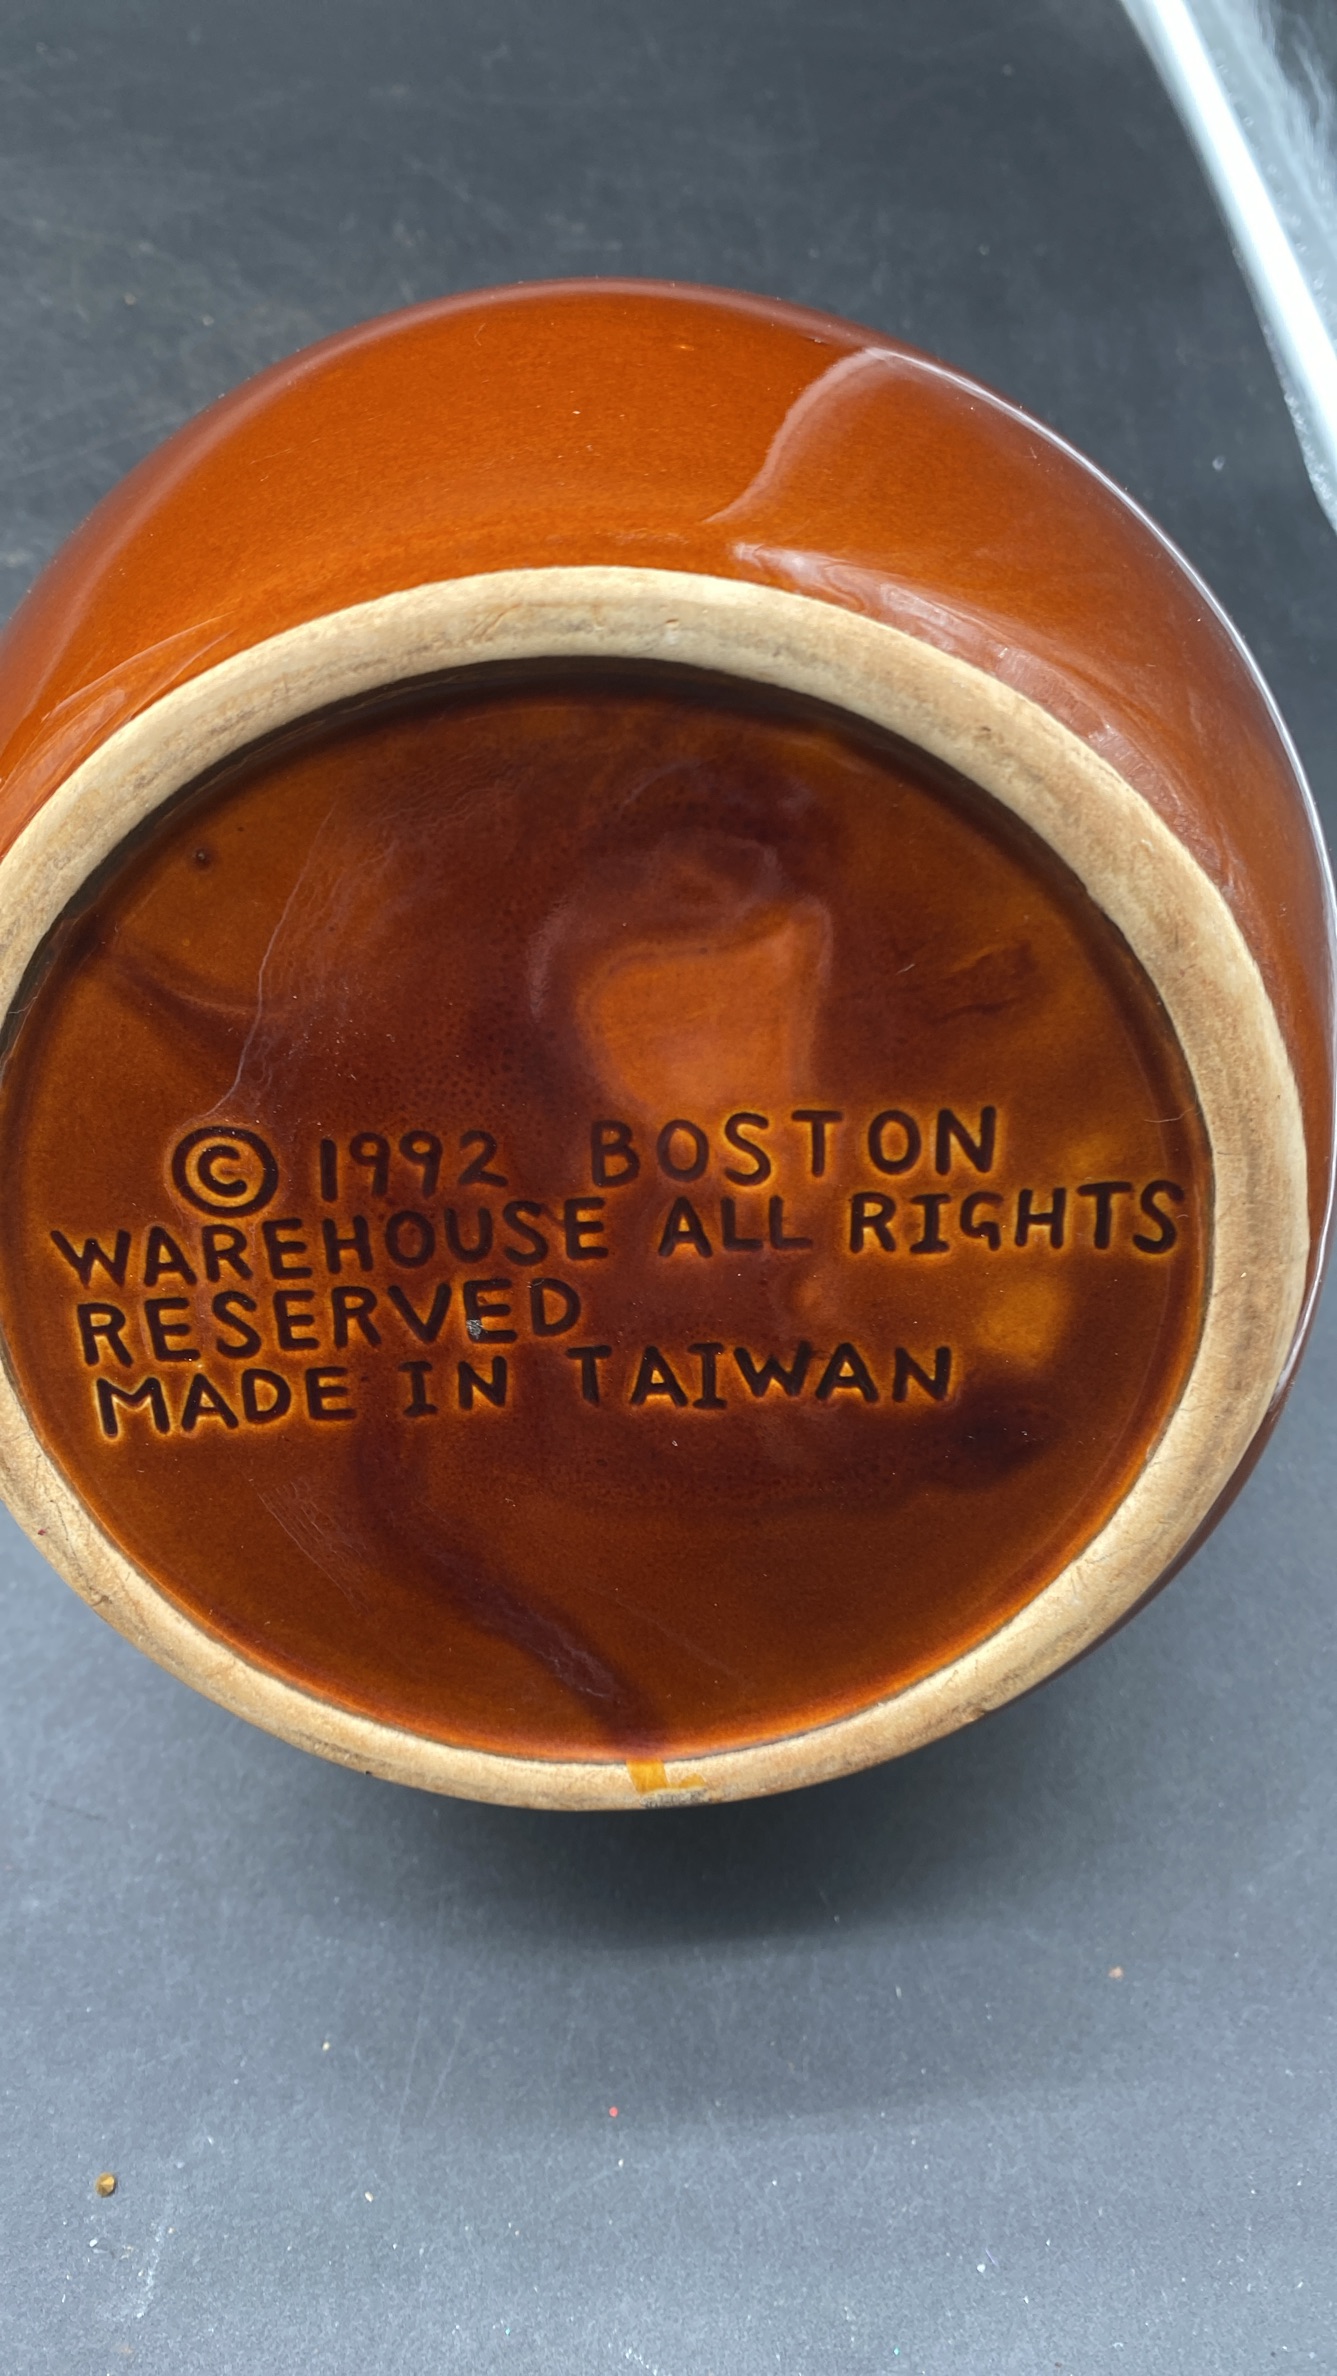 © 1992 BOSTON
WAREHOUSE ALL RIGHTS
RESERVED
MADE IN TAIWAN